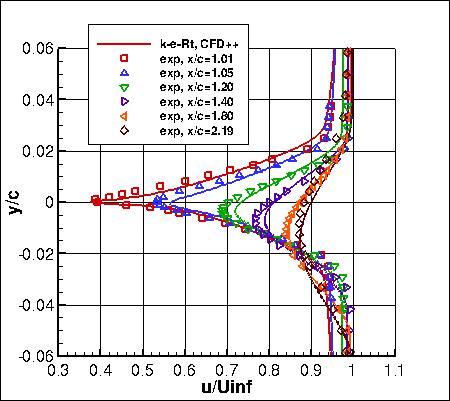 k-e-Rt, CFD++
exp, x/c=1.01
exp, x/c=1.05
exp, x/c=1.20
exp, x/c=1.40
exp, x/c=1.80
exp, x/c=2.19
0.06
0.04
0.02
0
-0.02
-0.04
-0.06
y/c
0.3 0.4 0.5 0.6 0.7 0.8 0.9 1 1.1
u/Uinf